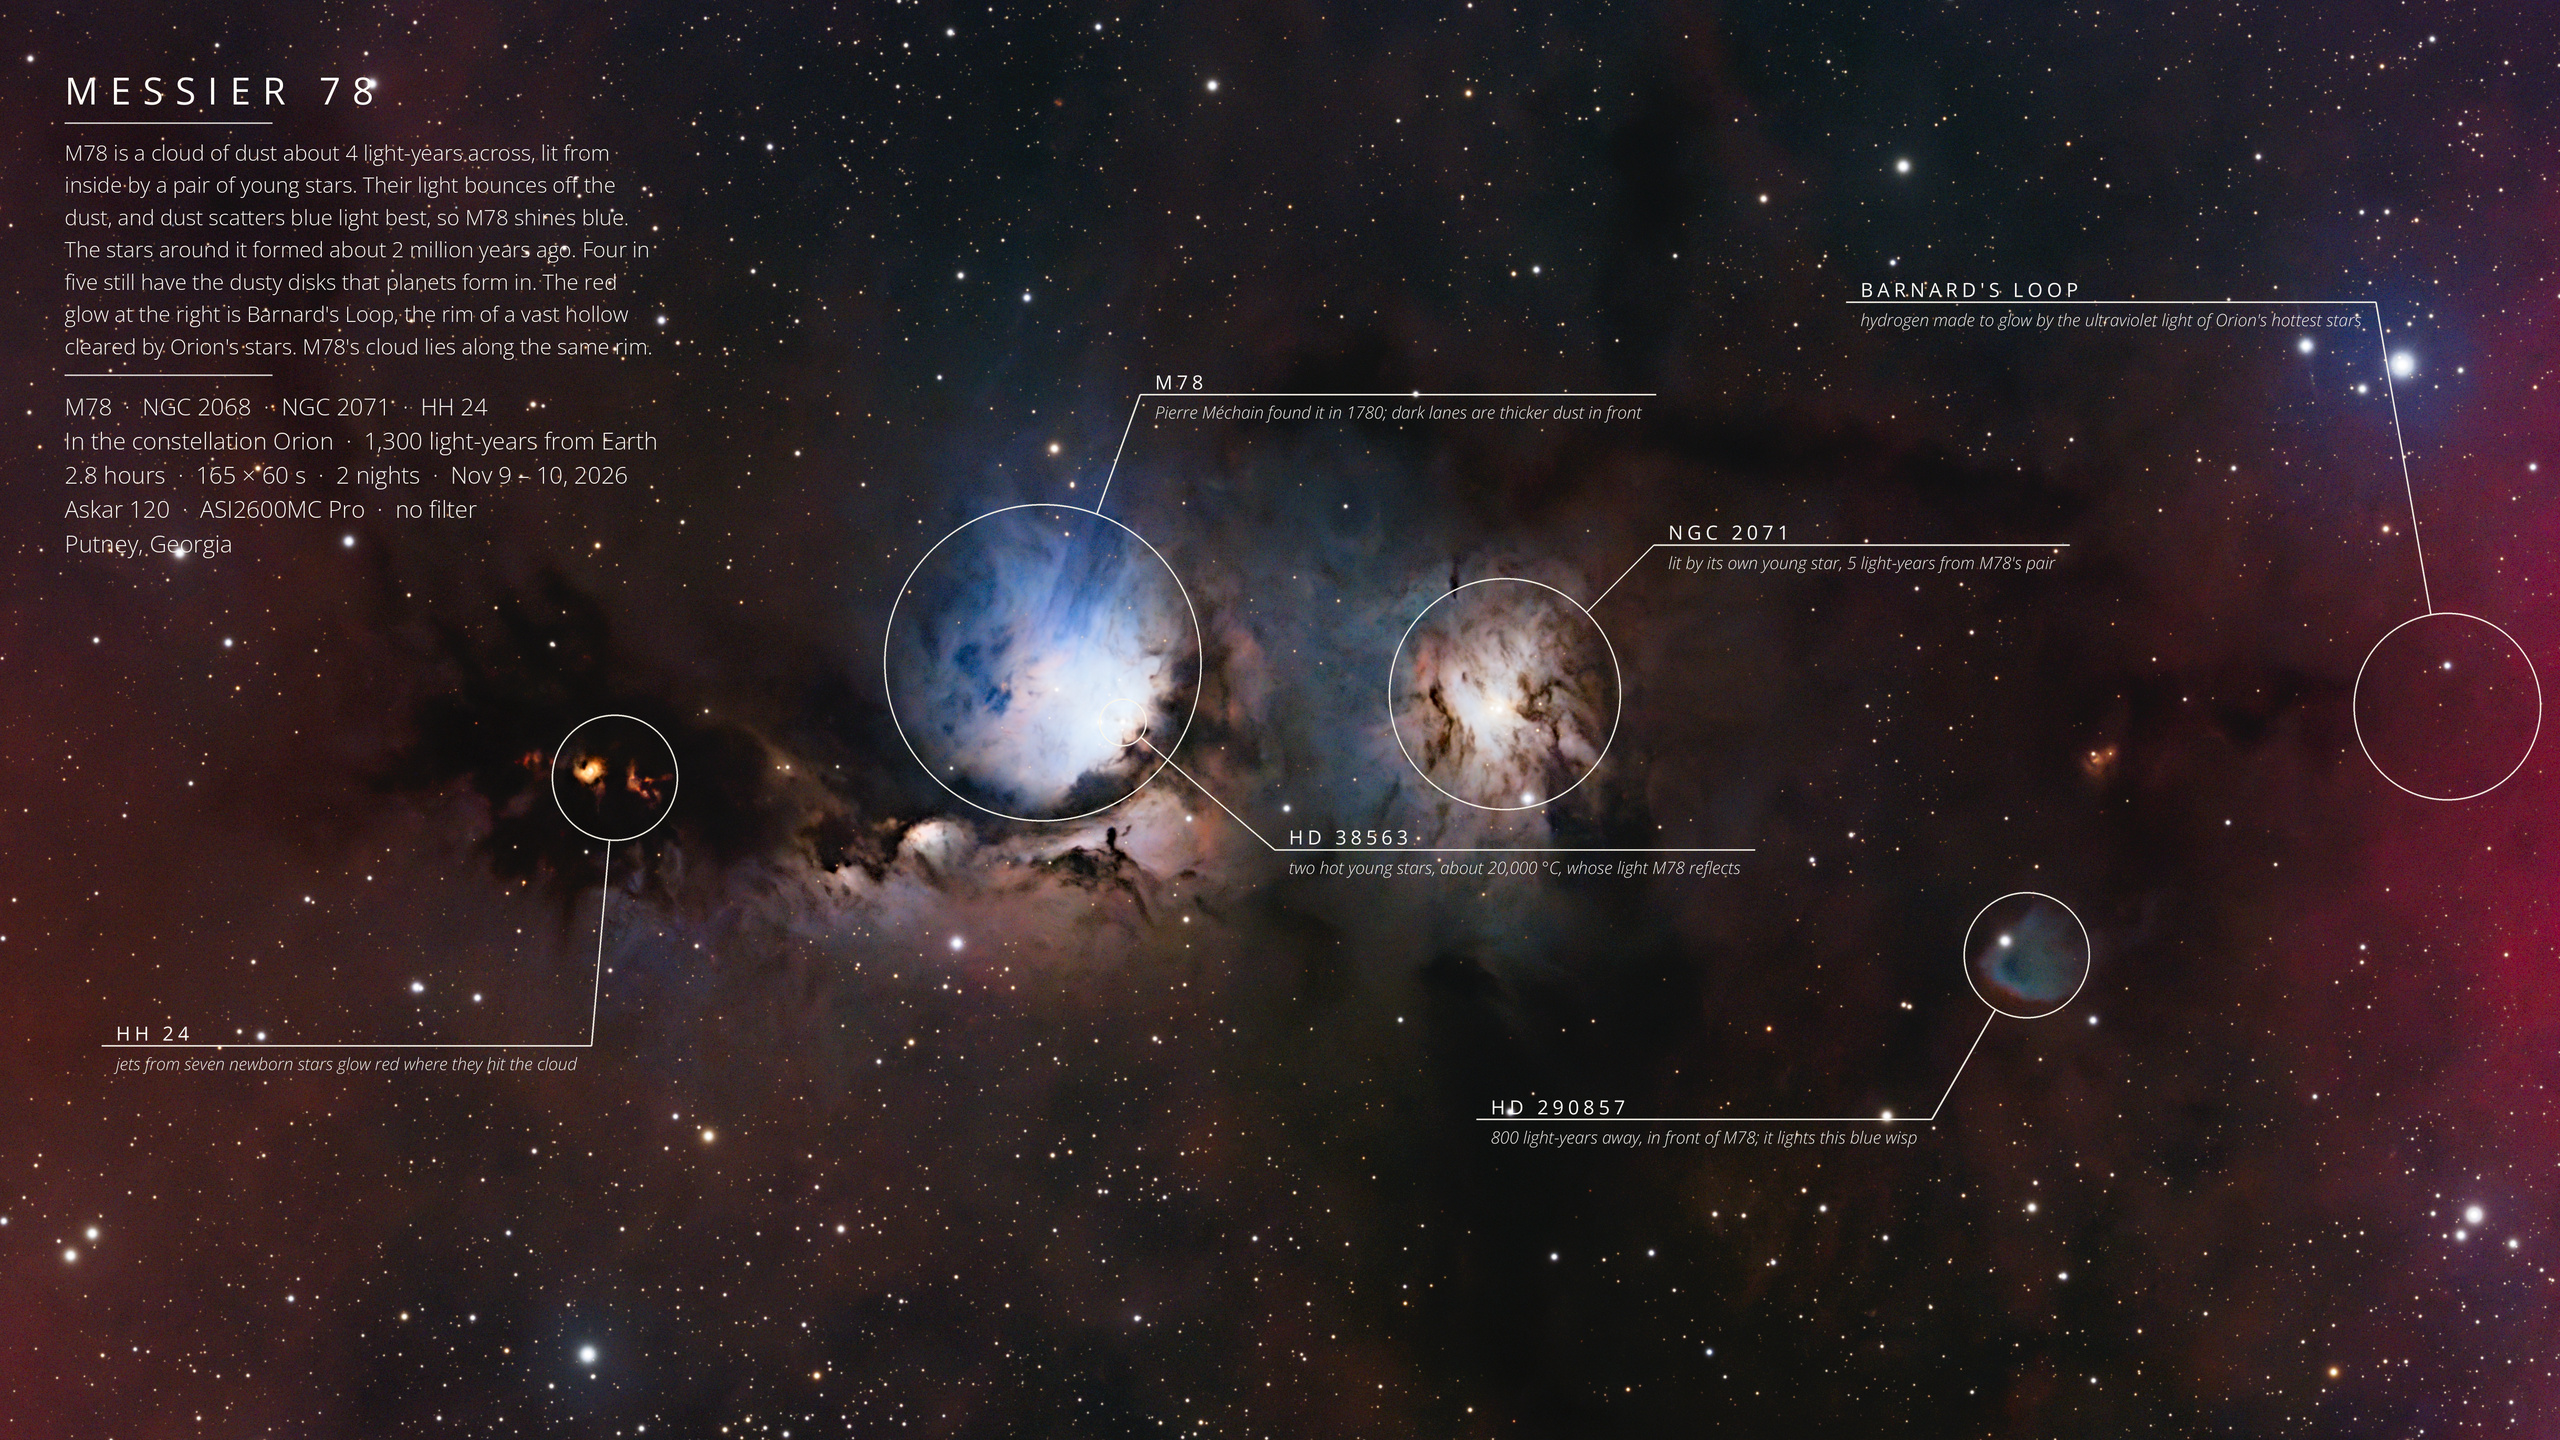 MESSIER 78
M78 is a cloud of dust about 4 light-years across, lit from
inside by a pair of young stars. Their light bounces off the
dust, and dust scatters blue light best, so M78 shines blue.
The stars around it formed about 2 million years ago. Four in
five still have the dusty disks that planets form in. The red
glow at the right is Barnard's Loop, the rim of a vast hollow
cleared by Orion's stars. M78's cloud lies along the same rim.
M78 · NGC 2068 · NGC 2071 · HH 24
In the constellation Orion · 1,300 light-years from Earth
2.8 hours · 165 × 60 s · 2 nights · Nov 9 – 10, 2026
Askar 120 · ASI2600MC Pro · no filter
Putney, Georgia
BARNARD'S LOOP
hydrogen made to glow by the ultraviolet light of Orion's hottest stars
M78
Pierre Méchain found it in 1780; dark lanes are thicker dust in front
NGC 2071
lit by its own young star, 5 light-years from M78's pair
HD 38563
two hot young stars, about 20,000 °C, whose light M78 reflects
HH 24
jets from seven newborn stars glow red where they hit the cloud
HD 290857
800 light-years away, in front of M78; it lights this blue wisp